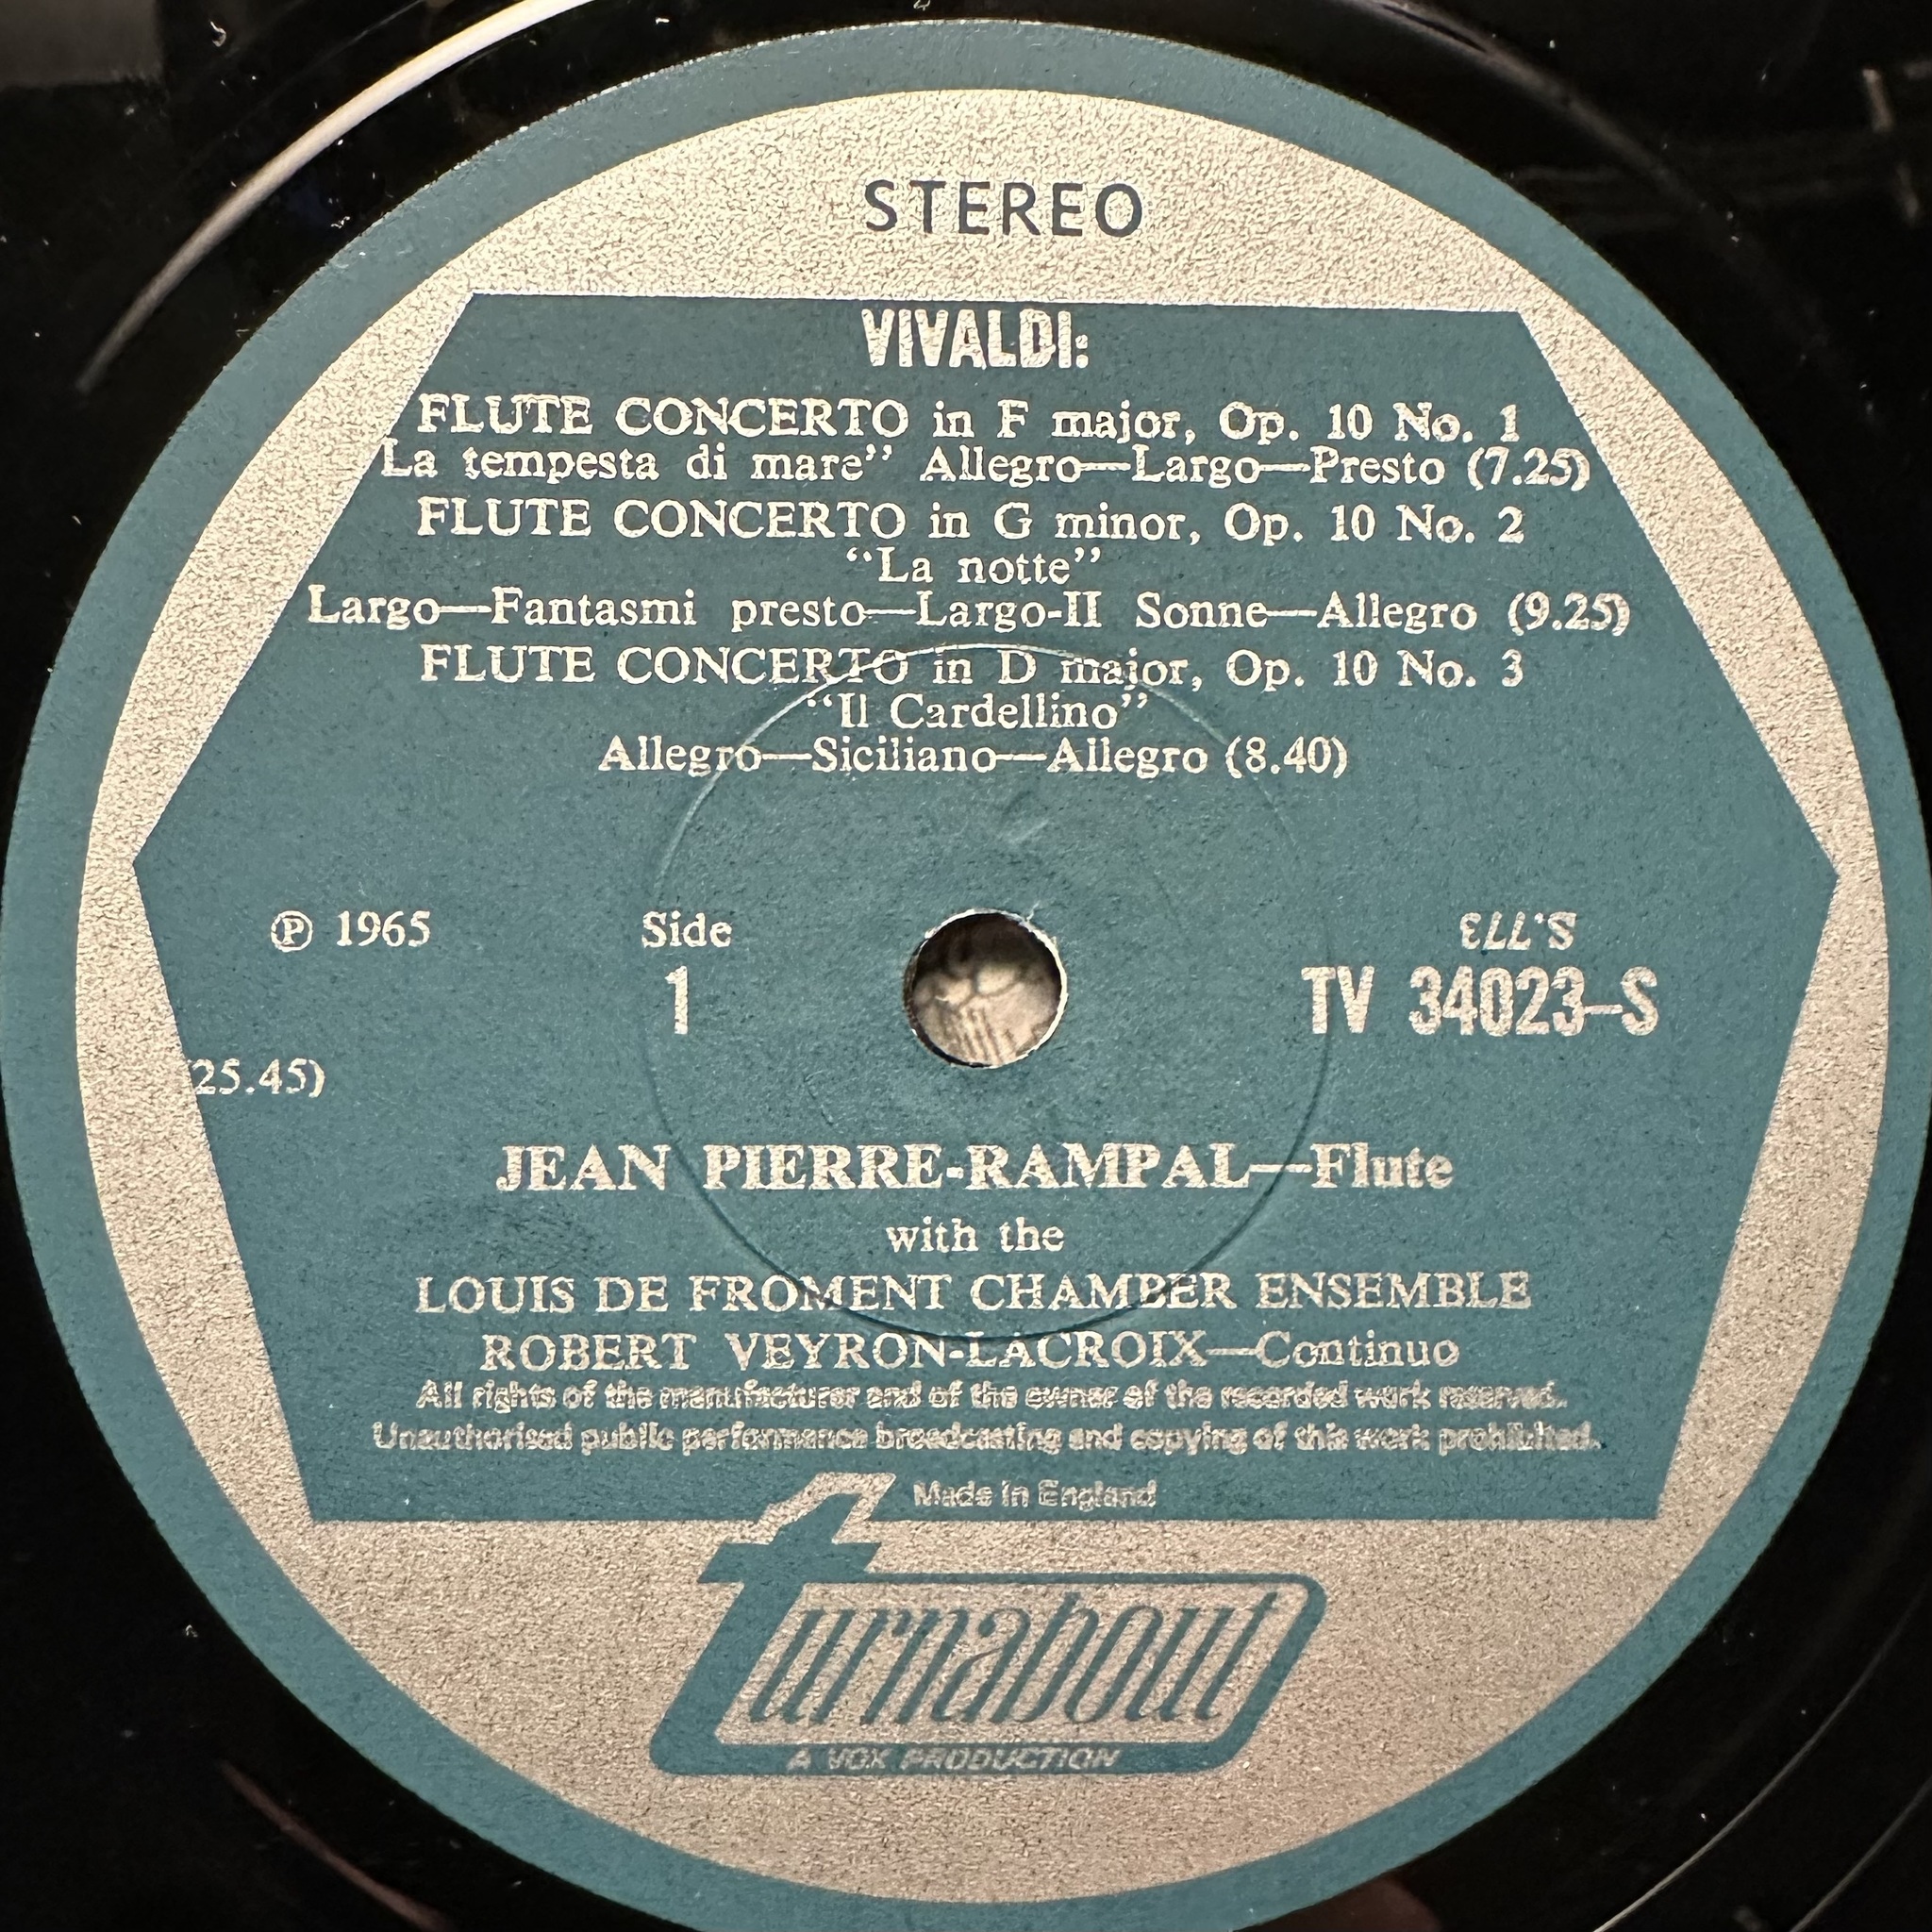 STEREO
VIVALDI:
FLUTE CONCERTO in F major, Op. 10 No. 1
La tempesta di mare” Allegro—Largo—Presto (7.25)
FLUTE CONCERTO in G minor, Op. 10 No. 2
“La notte”
Largo—Fantasmi presto—Largo-II Sonne—Allegro (9.25)
FLUTE CONCERTO in D major, Op. 10 No. 3
“Il Cardellino”
Allegro—Siciliano—Allegro (8.40)
Ⓟ 1965
Side
1
S.773
TV 34023–S
25.45)
JEAN PIERRE-RAMPAL—Flute
with the
LOUIS DE FROMENT CHAMBER ENSEMBLE
ROBERT VEYRON-LACROIX—Continuo
All rights of the manufacturer and of the owner of the recorded work reserved.
Unauthorised public performance broadcasting and copying of this work prohibited.
Made in England
turnabout
A VOX PRODUCTION